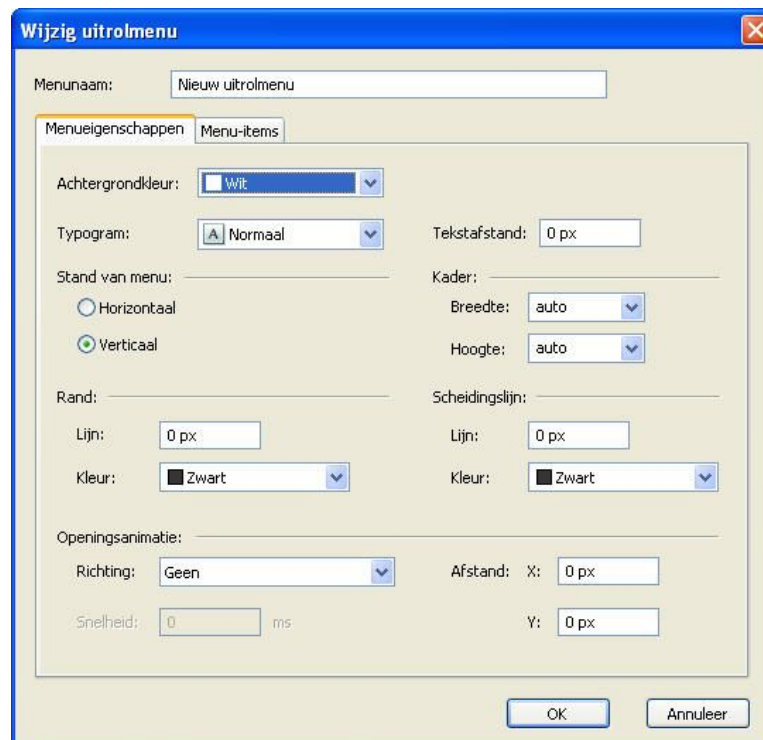 Wijzig uitrolmenu
Menunaam: Nieuw uitrolmenu
Menueigenschappen Menu-items
Achtergrondkleur: Wit
Typogram: A Normaal Tekstafstand: 0 px
Stand van menu: Kader:
Horizontaal Breedte: auto
Verticaal Hoogte: auto
Rand: Scheidingslijn:
Lijn: 0 px Lijn: 0 px
Kleur: Zwart Kleur: Zwart
Openingsanimatie:
Richting: Geen Afstand: X: 0 px
Snelheid: 0 ms Y: 0 px
OK Annuleer